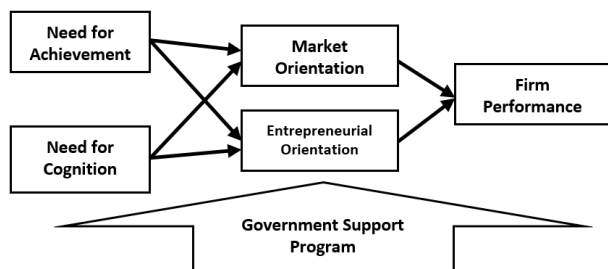 Need for
Achievement
Market
Orientation
Firm
Performance
Need for
Cognition
Entrepreneurial
Orientation
Government Support
Program